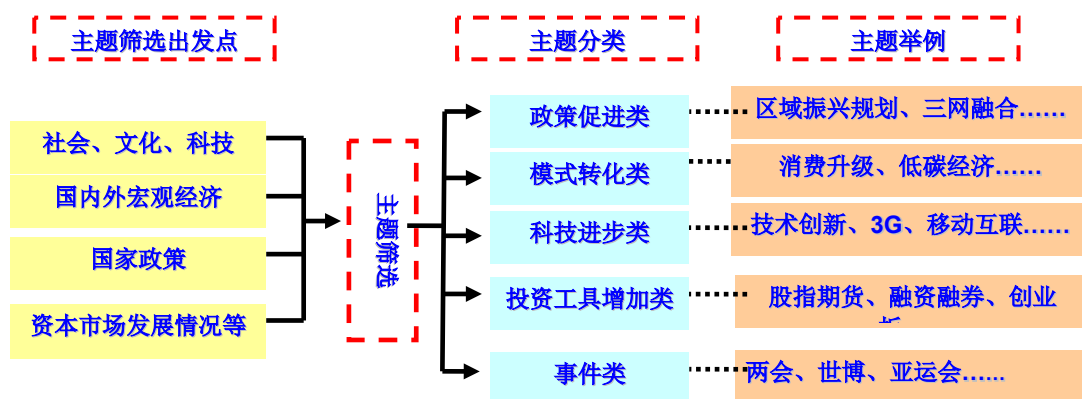 主题筛选出发点
主题分类
主题举例
社会、文化、科技
国内外宏观经济
国家政策
资本市场发展情况等
主题筛选
政策促进类
模式转化类
科技进步类
投资工具增加类
事件类
区域振兴规划、三网融合……
消费升级、低碳经济……
技术创新、3G、移动互联……
股指期货、融资融券、创业
两会、世博、亚运会……